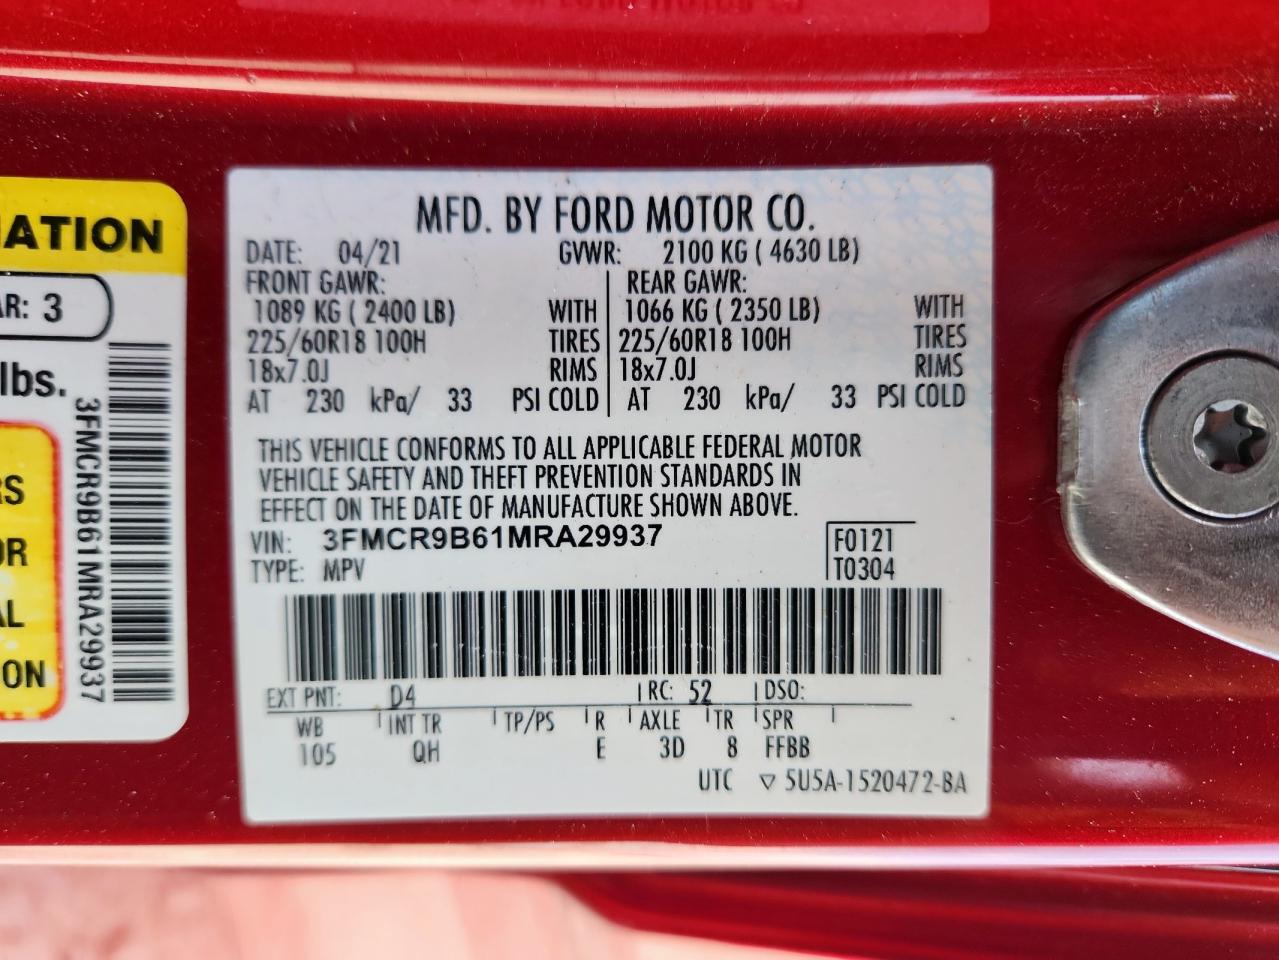 MFD. BY FORD MOTOR CO.
DATE: 04/21 GVWR: 2100 KG ( 4630 LB)
FRONT GAWR: REAR GAWR:
1089 KG ( 2400 LB) WITH 1066 KG ( 2350 LB) WITH
225/60R18 100H TIRES 225/60R18 100H TIRES
18x7.0J RIMS 18x7.0J RIMS
AT 230 kPa/ 33 PSI COLD AT 230 kPa/ 33 PSI COLD
THIS VEHICLE CONFORMS TO ALL APPLICABLE FEDERAL MOTOR
VEHICLE SAFETY AND THEFT PREVENTION STANDARDS IN
EFFECT ON THE DATE OF MANUFACTURE SHOWN ABOVE.
VIN: 3FMCR9B61MRA29937 F0121
TYPE: MPV T0304
EXT PNT: D4 RC: 52 DSO:
WB INT TR TP/PS R AXLE TR SPR
105 QH E 3D 8 FFBB
UTC ▽ 5U5A-1520472-BA
IATION
AR: 3
lbs.
3FMCR9B61MRA29937
RS
OR
AL
ON